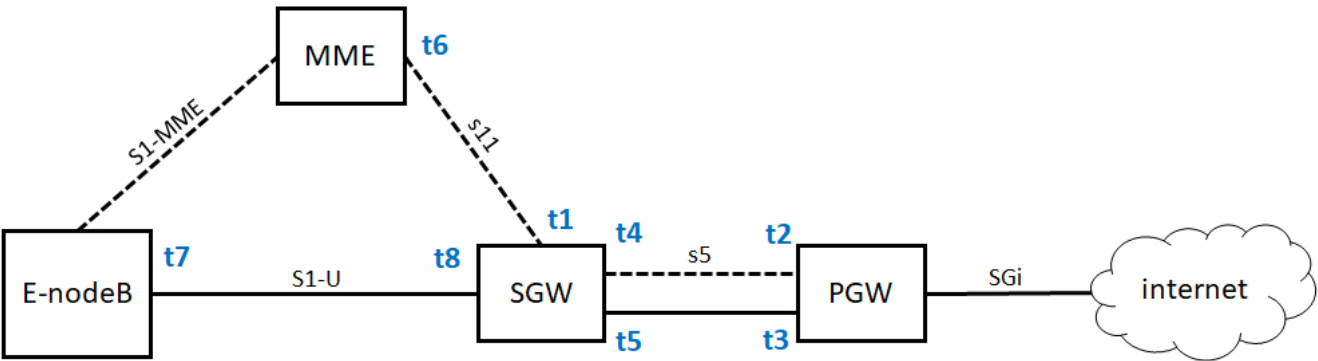 MME
t6
S1-MME
s11
t1
t4
t2
t7
t8
s5
E-nodeB
S1-U
SGW
PGW
SGi
internet
t5
t3